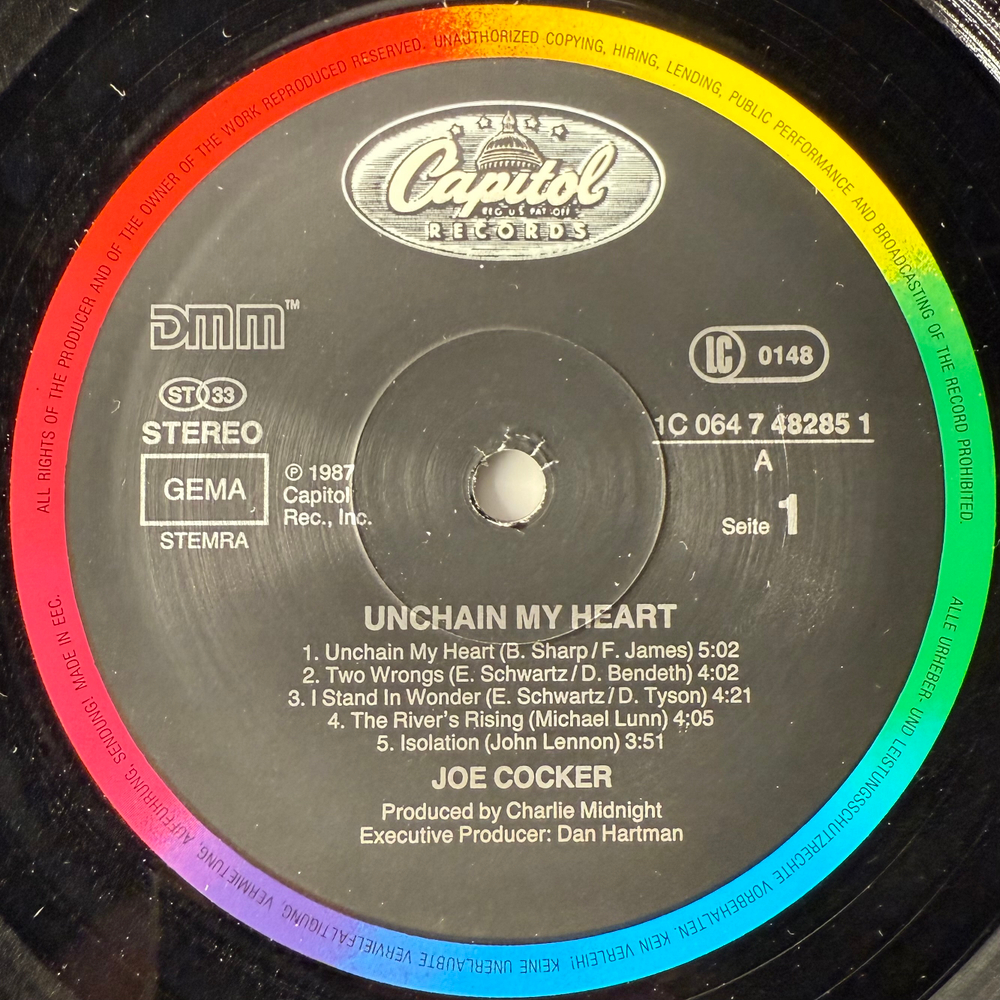 ALL RIGHTS OF THE PRODUCER AND OF THE OWNER OF THE WORK REPRODUCED RESERVED. UNAUTHORIZED COPYING, HIRING, LENDING, PUBLIC PERFORMANCE AND BROADCASTING OF THE RECORD PROHIBITED.
Capitol
REG. U.S. PAT. OFF.
RECORDS
DMM™
LC 0148
ST 33
STEREO
1C 064 7 48285 1
A
GEMA
STEMRA
℗ 1987
Capitol
Rec., Inc.
Seite 1
UNCHAIN MY HEART
1. Unchain My Heart (B. Sharp/F. James) 5:02
2. Two Wrongs (E. Schwartz/D. Bendeth) 4:02
3. I Stand In Wonder (E. Schwartz/D. Tyson) 4:21
4. The River's Rising (Michael Lunn) 4:05
5. Isolation (John Lennon) 3:51
JOE COCKER
Produced by Charlie Midnight
Executive Producer: Dan Hartman
ALLE URHEBER- UND LEISTUNGSSCHUTZRECHTE VORBEHALTEN. KEIN VERLEIH! KEINE UNERLAUBTE VERVIELFALTIGUNG, VERMIETUNG, AUFFUHRUNG, SENDUNG! MADE IN EEC.